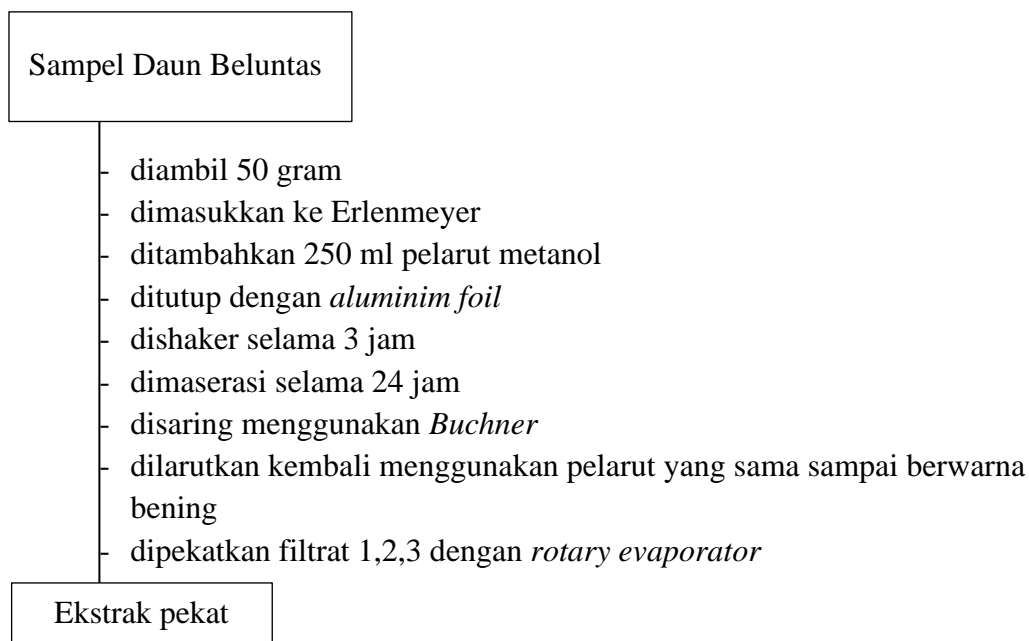 Sampel Daun Beluntas
- diambil 50 gram
- dimasukkan ke Erlenmeyer
- ditambahkan 250 ml pelarut metanol
- ditutup dengan aluminim foil
- dishaker selama 3 jam
- dimaserasi selama 24 jam
- disaring menggunakan Buchner
- dilarutkan kembali menggunakan pelarut yang sama sampai berwarna
bening
- dipekatkan filtrat 1,2,3 dengan rotary evaporator
Ekstrak pekat